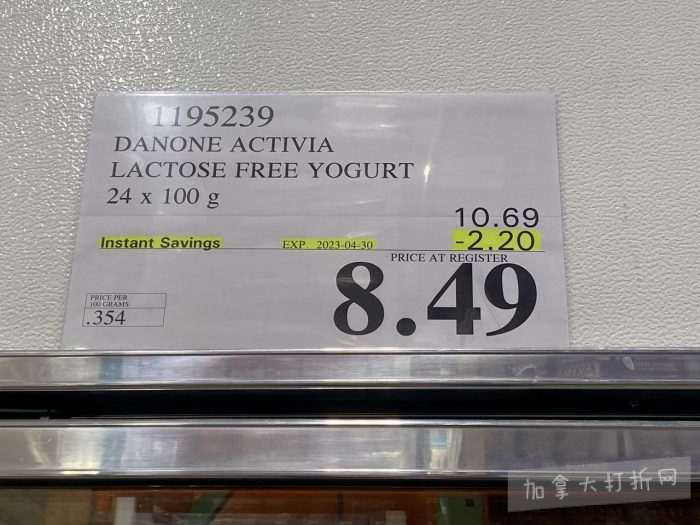 1195239
DANONE ACTIVIA
LACTOSE FREE YOGURT
24 x 100 g
10.69
Instant Savings EXP. 2023-04-30 -2.20
PRICE AT REGISTER
8.49
PRICE PER
100 GRAMS
.354
加拿大打折网